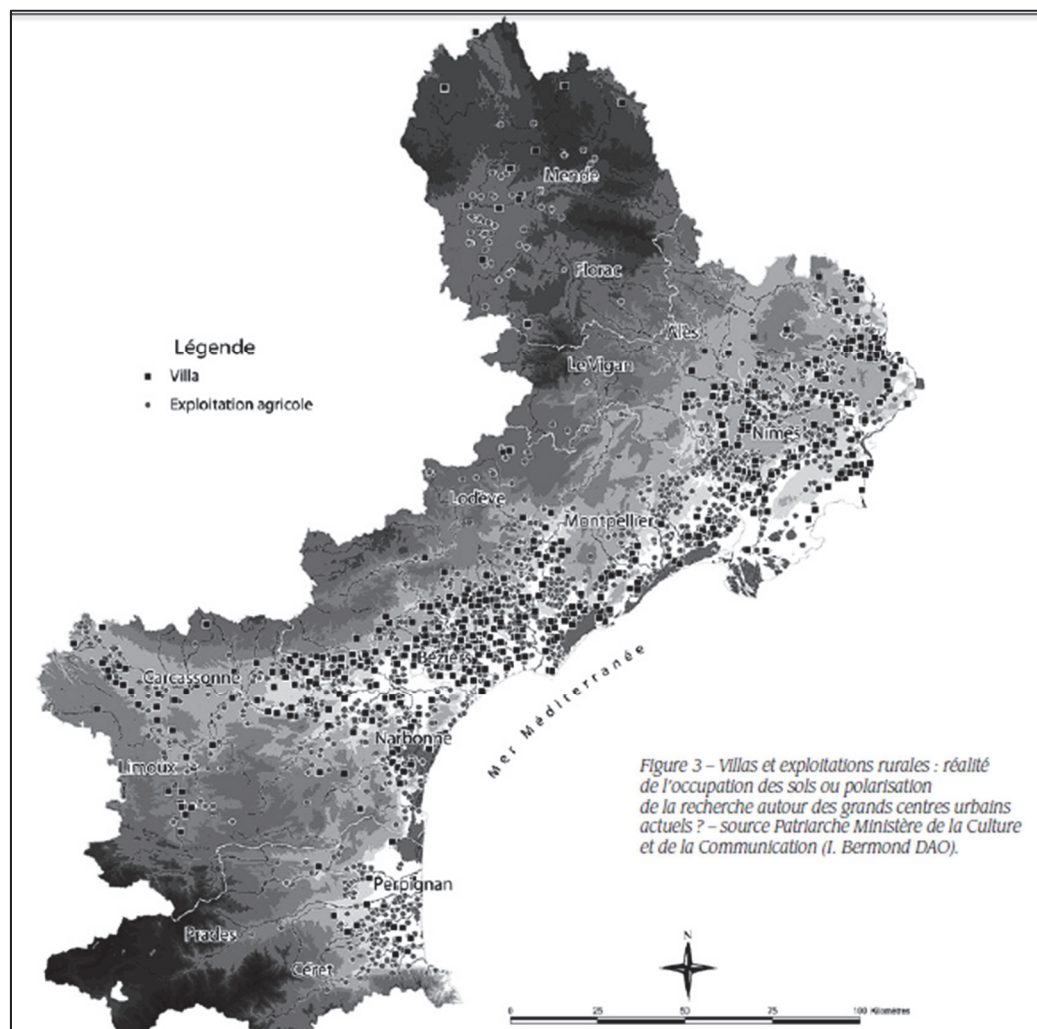 Mende
Florac
Alès
Le Vigan
Légende
Villa
Exploitation agricole
Nîmes
Lodève
Montpellier
Béziers
Carcassonne
Mer Méditerranée
Narbonne
Limoux
Figure 3 – Villas et exploitations rurales : réalité
de l'occupation des sols ou polarisation
de la recherche autour des grands centres urbains
actuels ? – source Patriarche Ministère de la Culture
et de la Communication (I. Bermond DAO).
Perpignan
Prades
Céret
N
0 25 50 75 100 Kilomètres